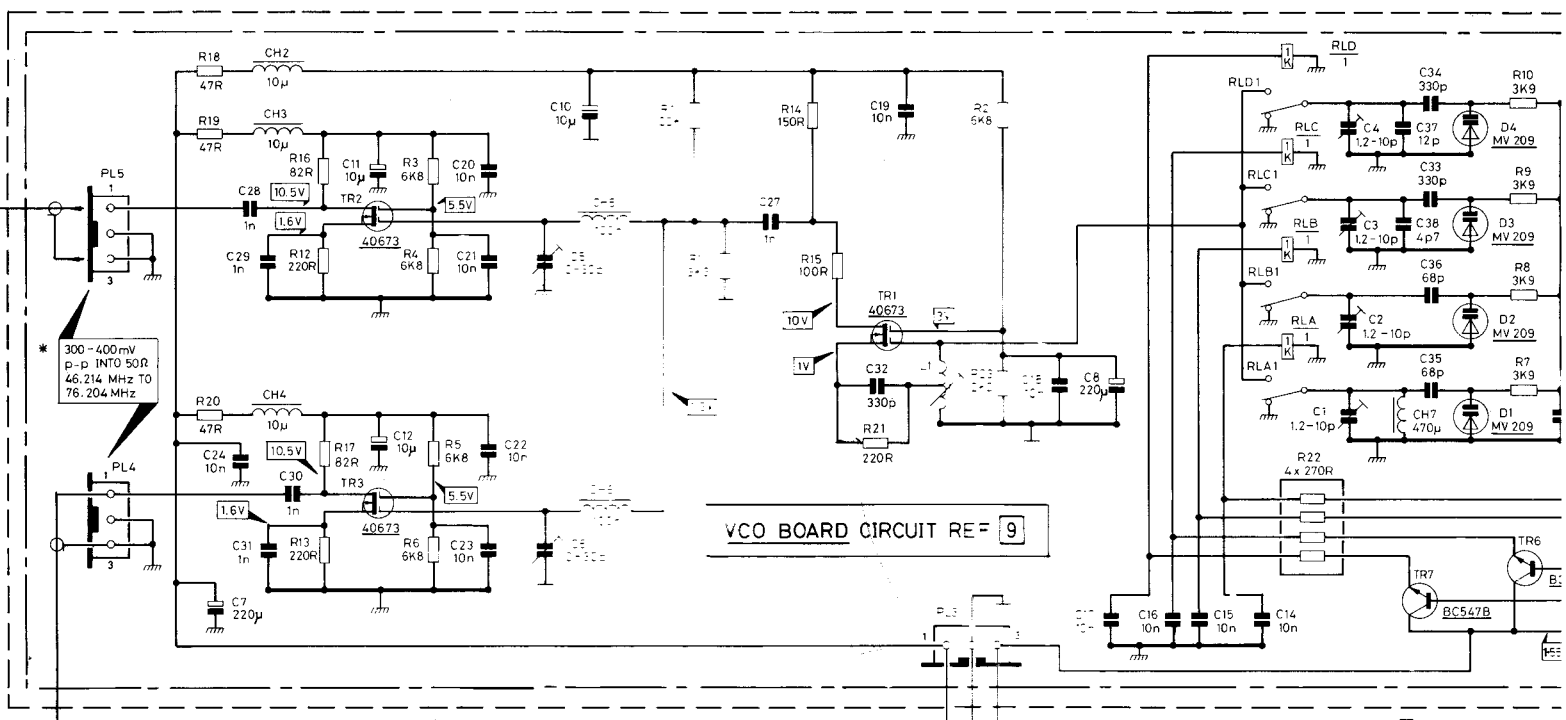 R18
47R
CH2
10µ
R19
47R
CH3
10µ
R16
82R
C11
10µ
R3
6K8
C20
10n
C10
10µ
R14
150R
C19
10n
R2
6K8
PL5
1
3
C28
1n
10.5V
1.6V
TR2
40673
5.5V
C29
1n
R12
220R
R4
6K8
C21
10n
C27
1n
R15
100R
10V
TR1
40673
1V
C32
330p
R21
220R
L1
C8
220µ
*
300-400mV
p-p INTO 50Ω
46.214 MHz TO
76.204 MHz
R20
47R
CH4
10µ
C24
10n
R17
82R
C12
10µ
R5
6K8
C22
10n
10.5V
PL4
1
3
C30
1n
TR3
40673
5.5V
1.6V
C31
1n
R13
220R
R6
6K8
C23
10n
C7
220µ
VCO BOARD CIRCUIT REF 9
1
3
RLD
1
1
K
RLD1
C34
330p
R10
3K9
C4
1.2-10p
C37
12p
D4
MV 209
RLC
1
1
K
RLC1
C33
330p
R9
3K9
C3
1.2-10p
C38
4p7
D3
MV 209
RLB
1
1
K
RLB1
C36
68p
R8
3K9
C2
1.2-10p
D2
MV 209
RLA
1
1
K
RLA1
C35
68p
R7
3K9
C1
1.2-10p
CH7
470µ
D1
MV 209
R22
4 x 270R
TR6
TR7
BC547B
C16
10n
C15
10n
C14
10n